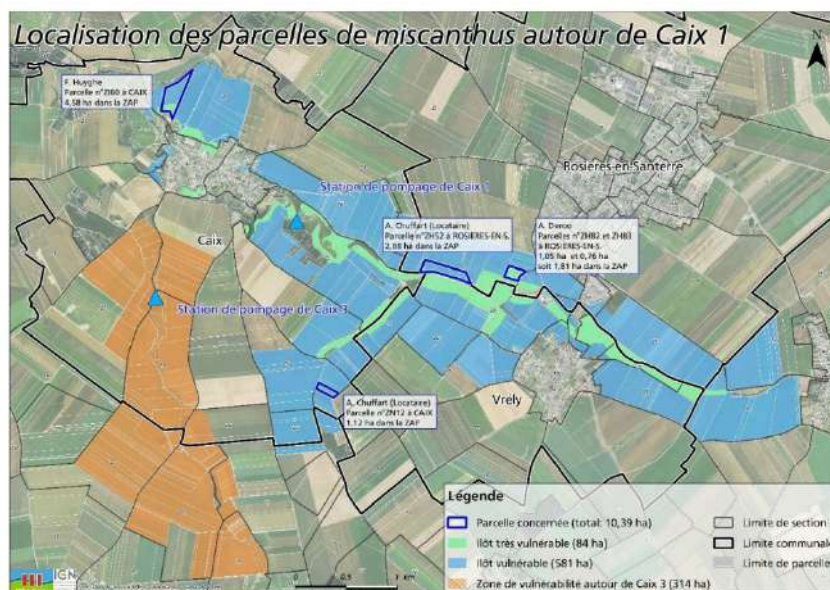 Localisation des parcelles de miscanthus autour de Caix 1
N
F. Huyghe
Parcelle n°ZI60 à CAIX
4,58 ha dans la ZAP
Rosières-en-Santerre
Station de pompage de Caix 1
A. Chuffart (Locataire)
Parcelle n°ZH52 à ROSIERES-EN-S.
2,88 ha dans la ZAP
A. Deroo
Parcelles n°ZH82 et ZH83
à ROSIERES-EN-S.
1,05 ha et 0,76 ha
soit 1,81 ha dans la ZAP
Caix
Station de pompage de Caix 3
A. Chuffart (Locataire)
Parcelle n°ZN12 à CAIX
1,12 ha dans la ZAP
Vrely
Légende
Parcelle concernée (total: 10,39 ha)
Ilôt très vulnérable (84 ha)
Ilôt vulnérable (581 ha)
Zone de vulnérabilité autour de Caix 3 (314 ha)
Limite de section
Limite communale
Limite de parcelle
IGN
0 0,5 1 km